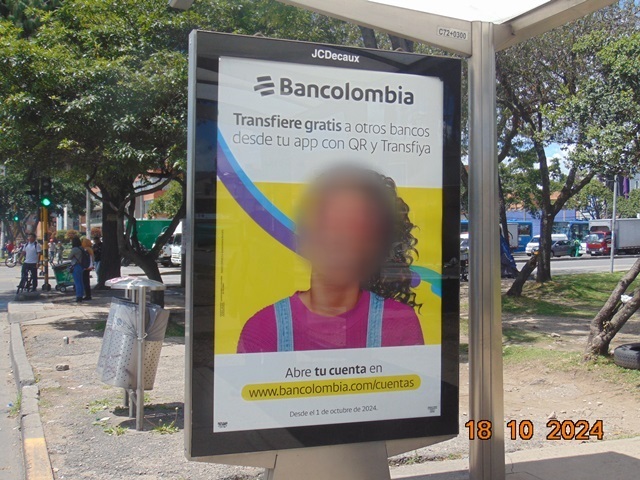 C72+0300
JCDecaux
Bancolombia
Transfiere gratis a otros bancos
desde tu app con QR y Transfiya
Abre tu cuenta en
www.bancolombia.com/cuentas
Desde el 1 de octubre de 2024.
18 10 2024